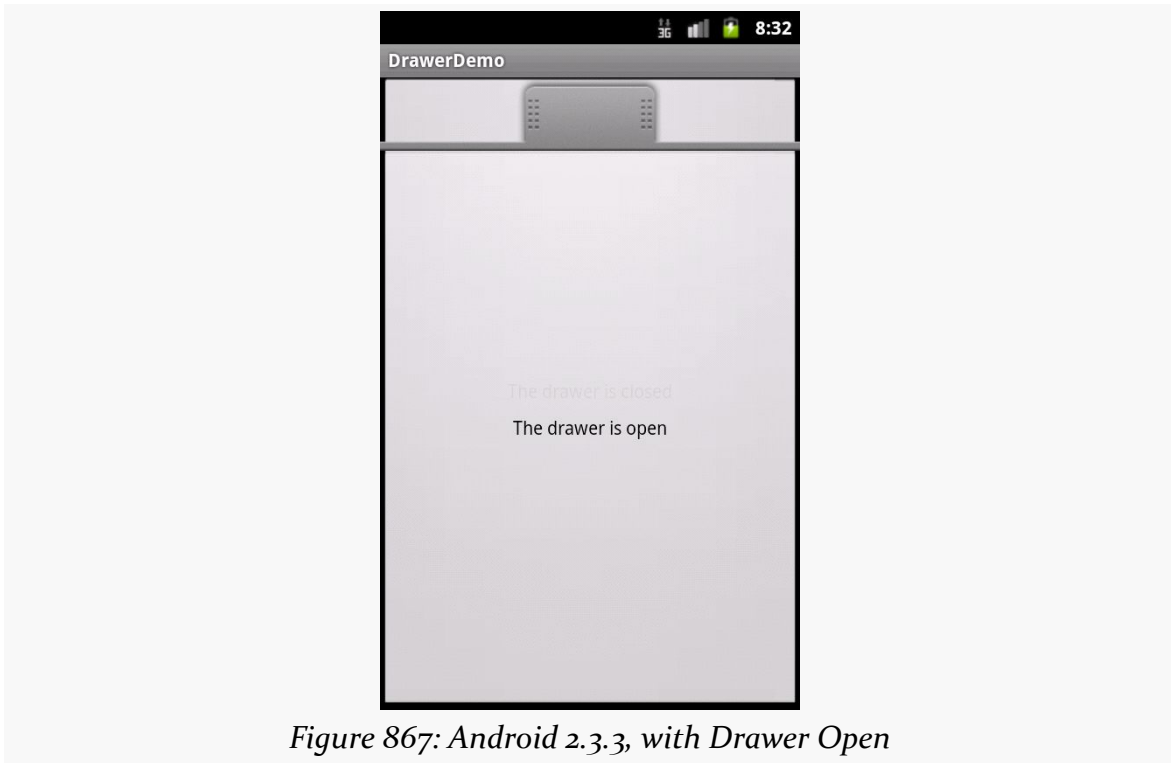 3G 8:32
DrawerDemo
The drawer is closed
The drawer is open
Figure 867: Android 2.3.3, with Drawer Open